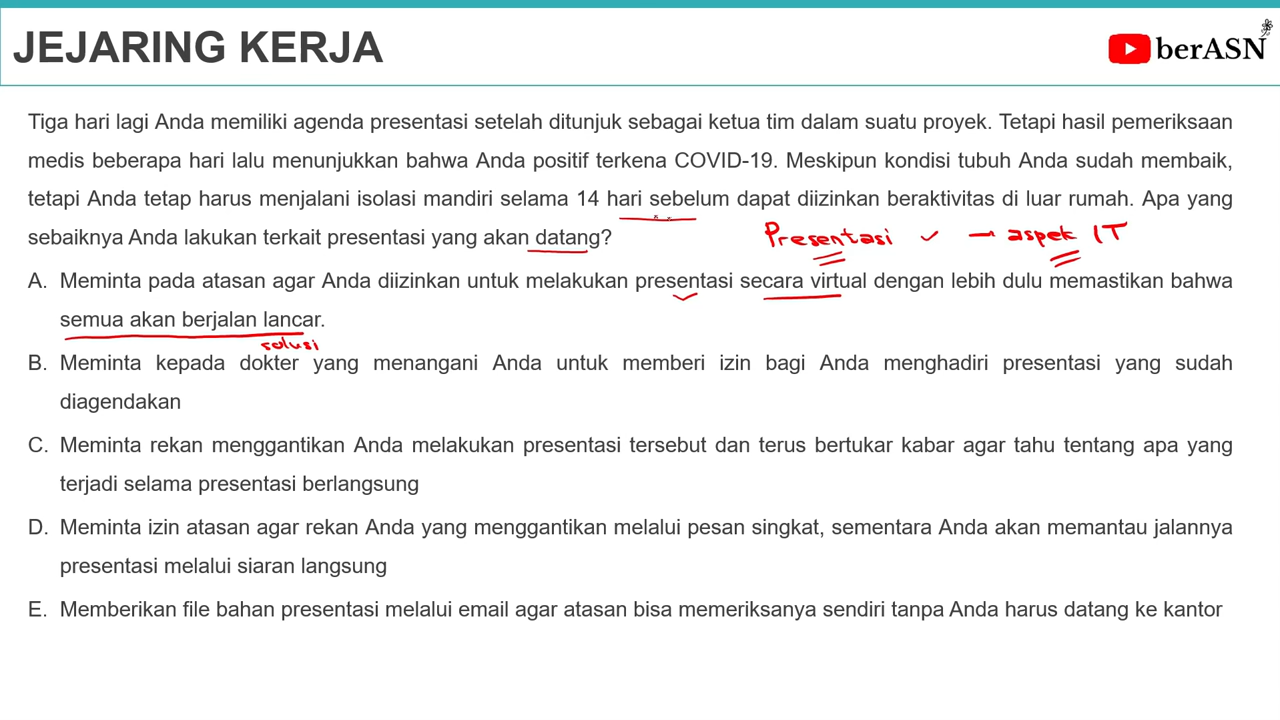 JEJARING KERJA
berASN
Tiga hari lagi Anda memiliki agenda presentasi setelah ditunjuk sebagai ketua tim dalam suatu proyek. Tetapi hasil pemeriksaan
medis beberapa hari lalu menunjukkan bahwa Anda positif terkena COVID-19. Meskipun kondisi tubuh Anda sudah membaik,
tetapi Anda tetap harus menjalani isolasi mandiri selama 14 hari sebelum dapat diizinkan beraktivitas di luar rumah. Apa yang
sebaiknya Anda lakukan terkait presentasi yang akan datang?
Presentasi ✓ → aspek IT
A. Meminta pada atasan agar Anda diizinkan untuk melakukan presentasi secara virtual dengan lebih dulu memastikan bahwa
semua akan berjalan lancar.
solusi
B. Meminta kepada dokter yang menangani Anda untuk memberi izin bagi Anda menghadiri presentasi yang sudah
diagendakan
C. Meminta rekan menggantikan Anda melakukan presentasi tersebut dan terus bertukar kabar agar tahu tentang apa yang
terjadi selama presentasi berlangsung
D. Meminta izin atasan agar rekan Anda yang menggantikan melalui pesan singkat, sementara Anda akan memantau jalannya
presentasi melalui siaran langsung
E. Memberikan file bahan presentasi melalui email agar atasan bisa memeriksanya sendiri tanpa Anda harus datang ke kantor